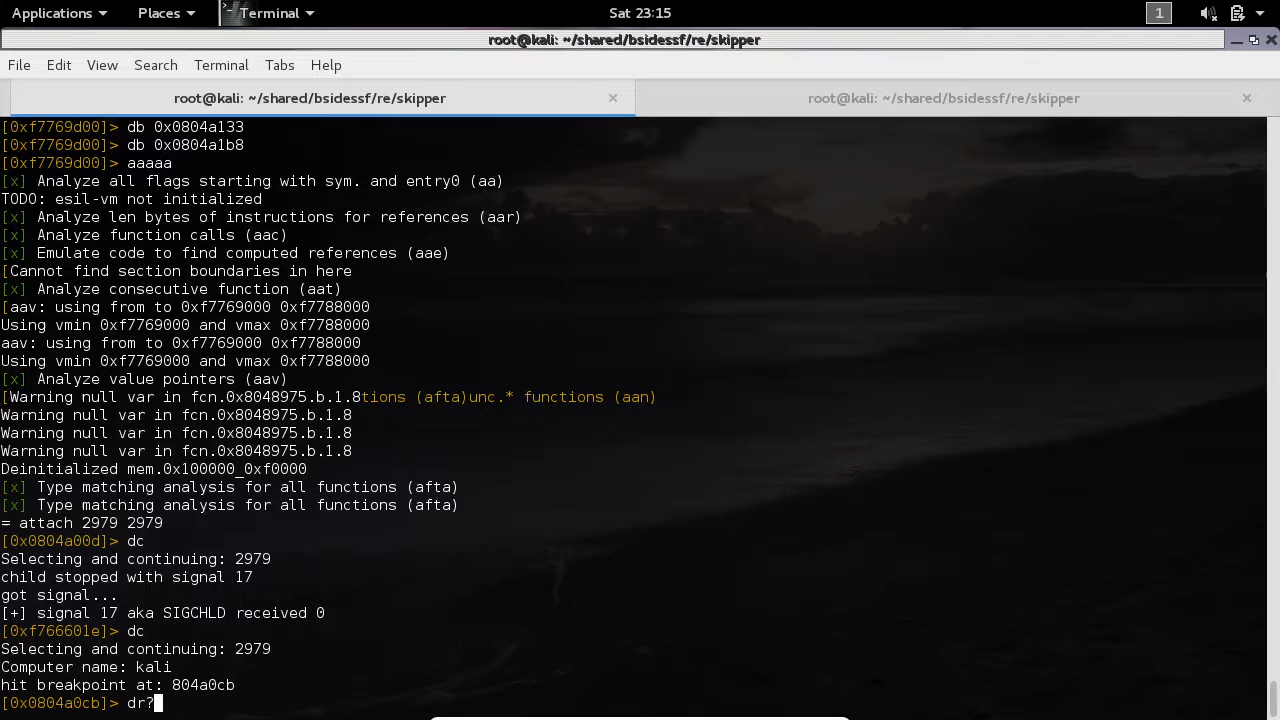 Applications Places Terminal Sat 23:15 1
root@kali: ~/shared/bsidessf/re/skipper
File Edit View Search Terminal Tabs Help
root@kali: ~/shared/bsidessf/re/skipper × root@kali: ~/shared/bsidessf/re/skipper ×
[0xf7769d00]> db 0x0804a133
[0xf7769d00]> db 0x0804a1b8
[0xf7769d00]> aaaaa
[x] Analyze all flags starting with sym. and entry0 (aa)
TODO: esil-vm not initialized
[x] Analyze len bytes of instructions for references (aar)
[x] Analyze function calls (aac)
[x] Emulate code to find computed references (aae)
[Cannot find section boundaries in here
[x] Analyze consecutive function (aat)
[aav: using from to 0xf7769000 0xf7788000
Using vmin 0xf7769000 and vmax 0xf7788000
aav: using from to 0xf7769000 0xf7788000
Using vmin 0xf7769000 and vmax 0xf7788000
[x] Analyze value pointers (aav)
[Warning null var in fcn.0x8048975.b.1.8tions (afta)unc.* functions (aan)
Warning null var in fcn.0x8048975.b.1.8
Warning null var in fcn.0x8048975.b.1.8
Warning null var in fcn.0x8048975.b.1.8
Deinitialized mem.0x100000_0xf0000
[x] Type matching analysis for all functions (afta)
[x] Type matching analysis for all functions (afta)
= attach 2979 2979
[0x0804a00d]> dc
Selecting and continuing: 2979
child stopped with signal 17
got signal...
[+] signal 17 aka SIGCHLD received 0
[0xf766601e]> dc
Selecting and continuing: 2979
Computer name: kali
hit breakpoint at: 804a0cb
[0x0804a0cb]> dr?